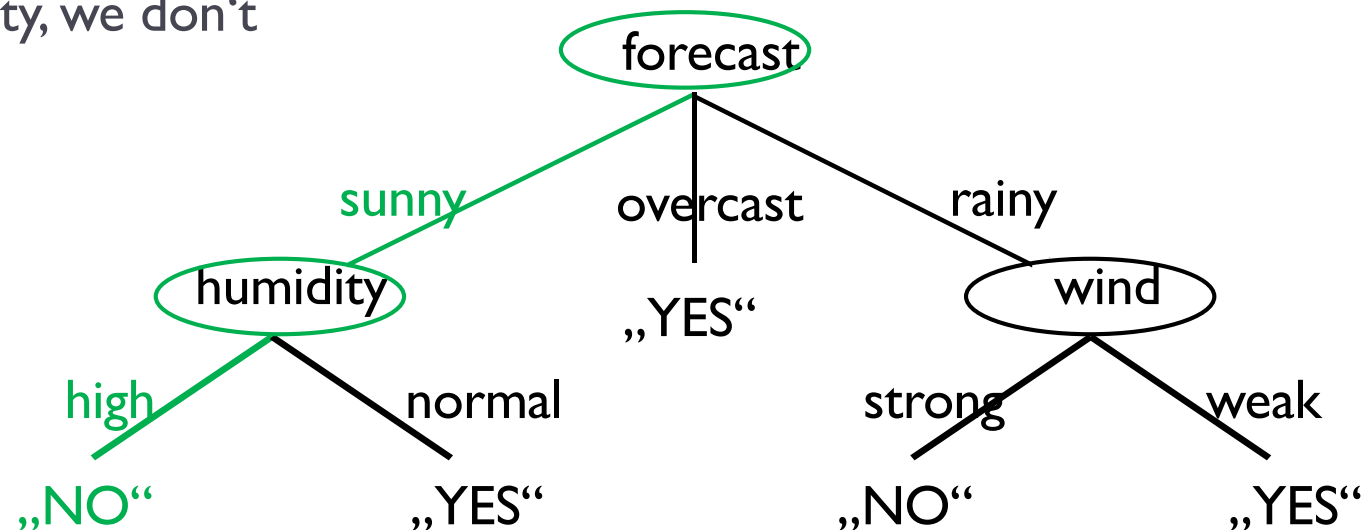 ty, we don't
forecast
sunny overcast rainy
humidity wind
„YES“
high normal strong weak
„NO“ „YES“ „NO“ „YES“